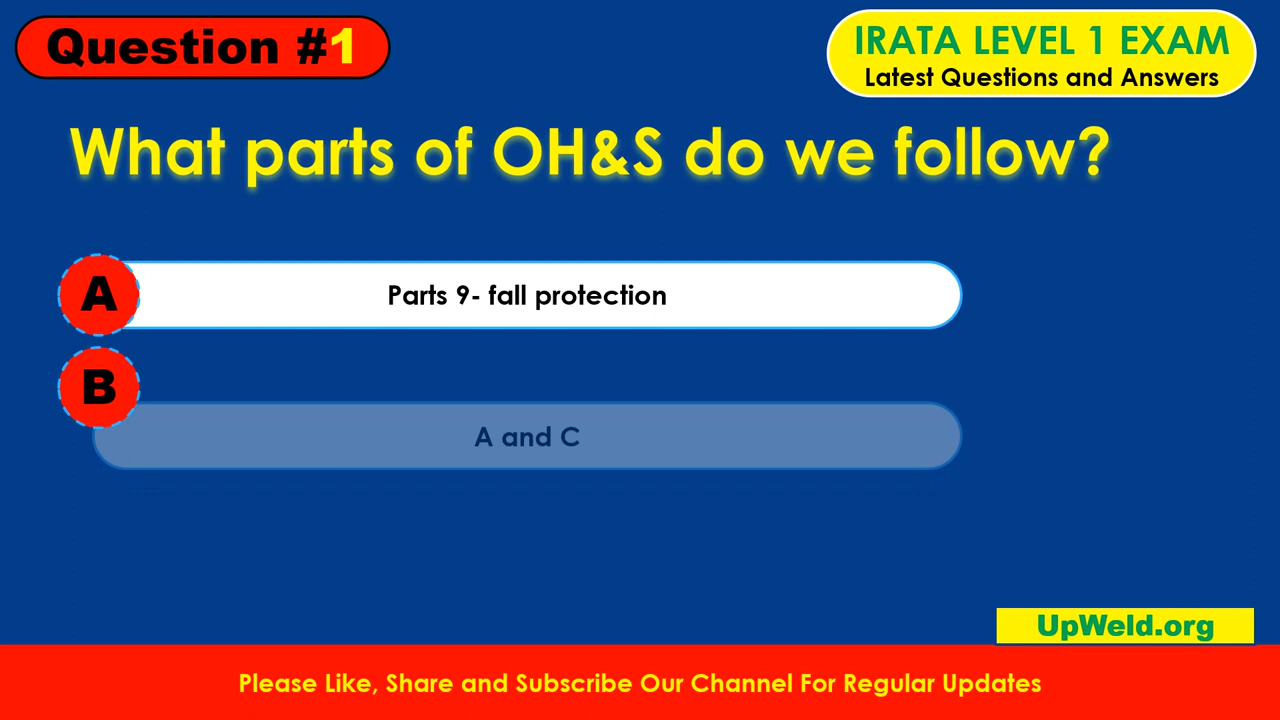 Question #1
IRATA LEVEL 1 EXAM
Latest Questions and Answers
What parts of OH&S do we follow?
A
Parts 9- fall protection
B
A and C
UpWeld.org
Please Like, Share and Subscribe Our Channel For Regular Updates